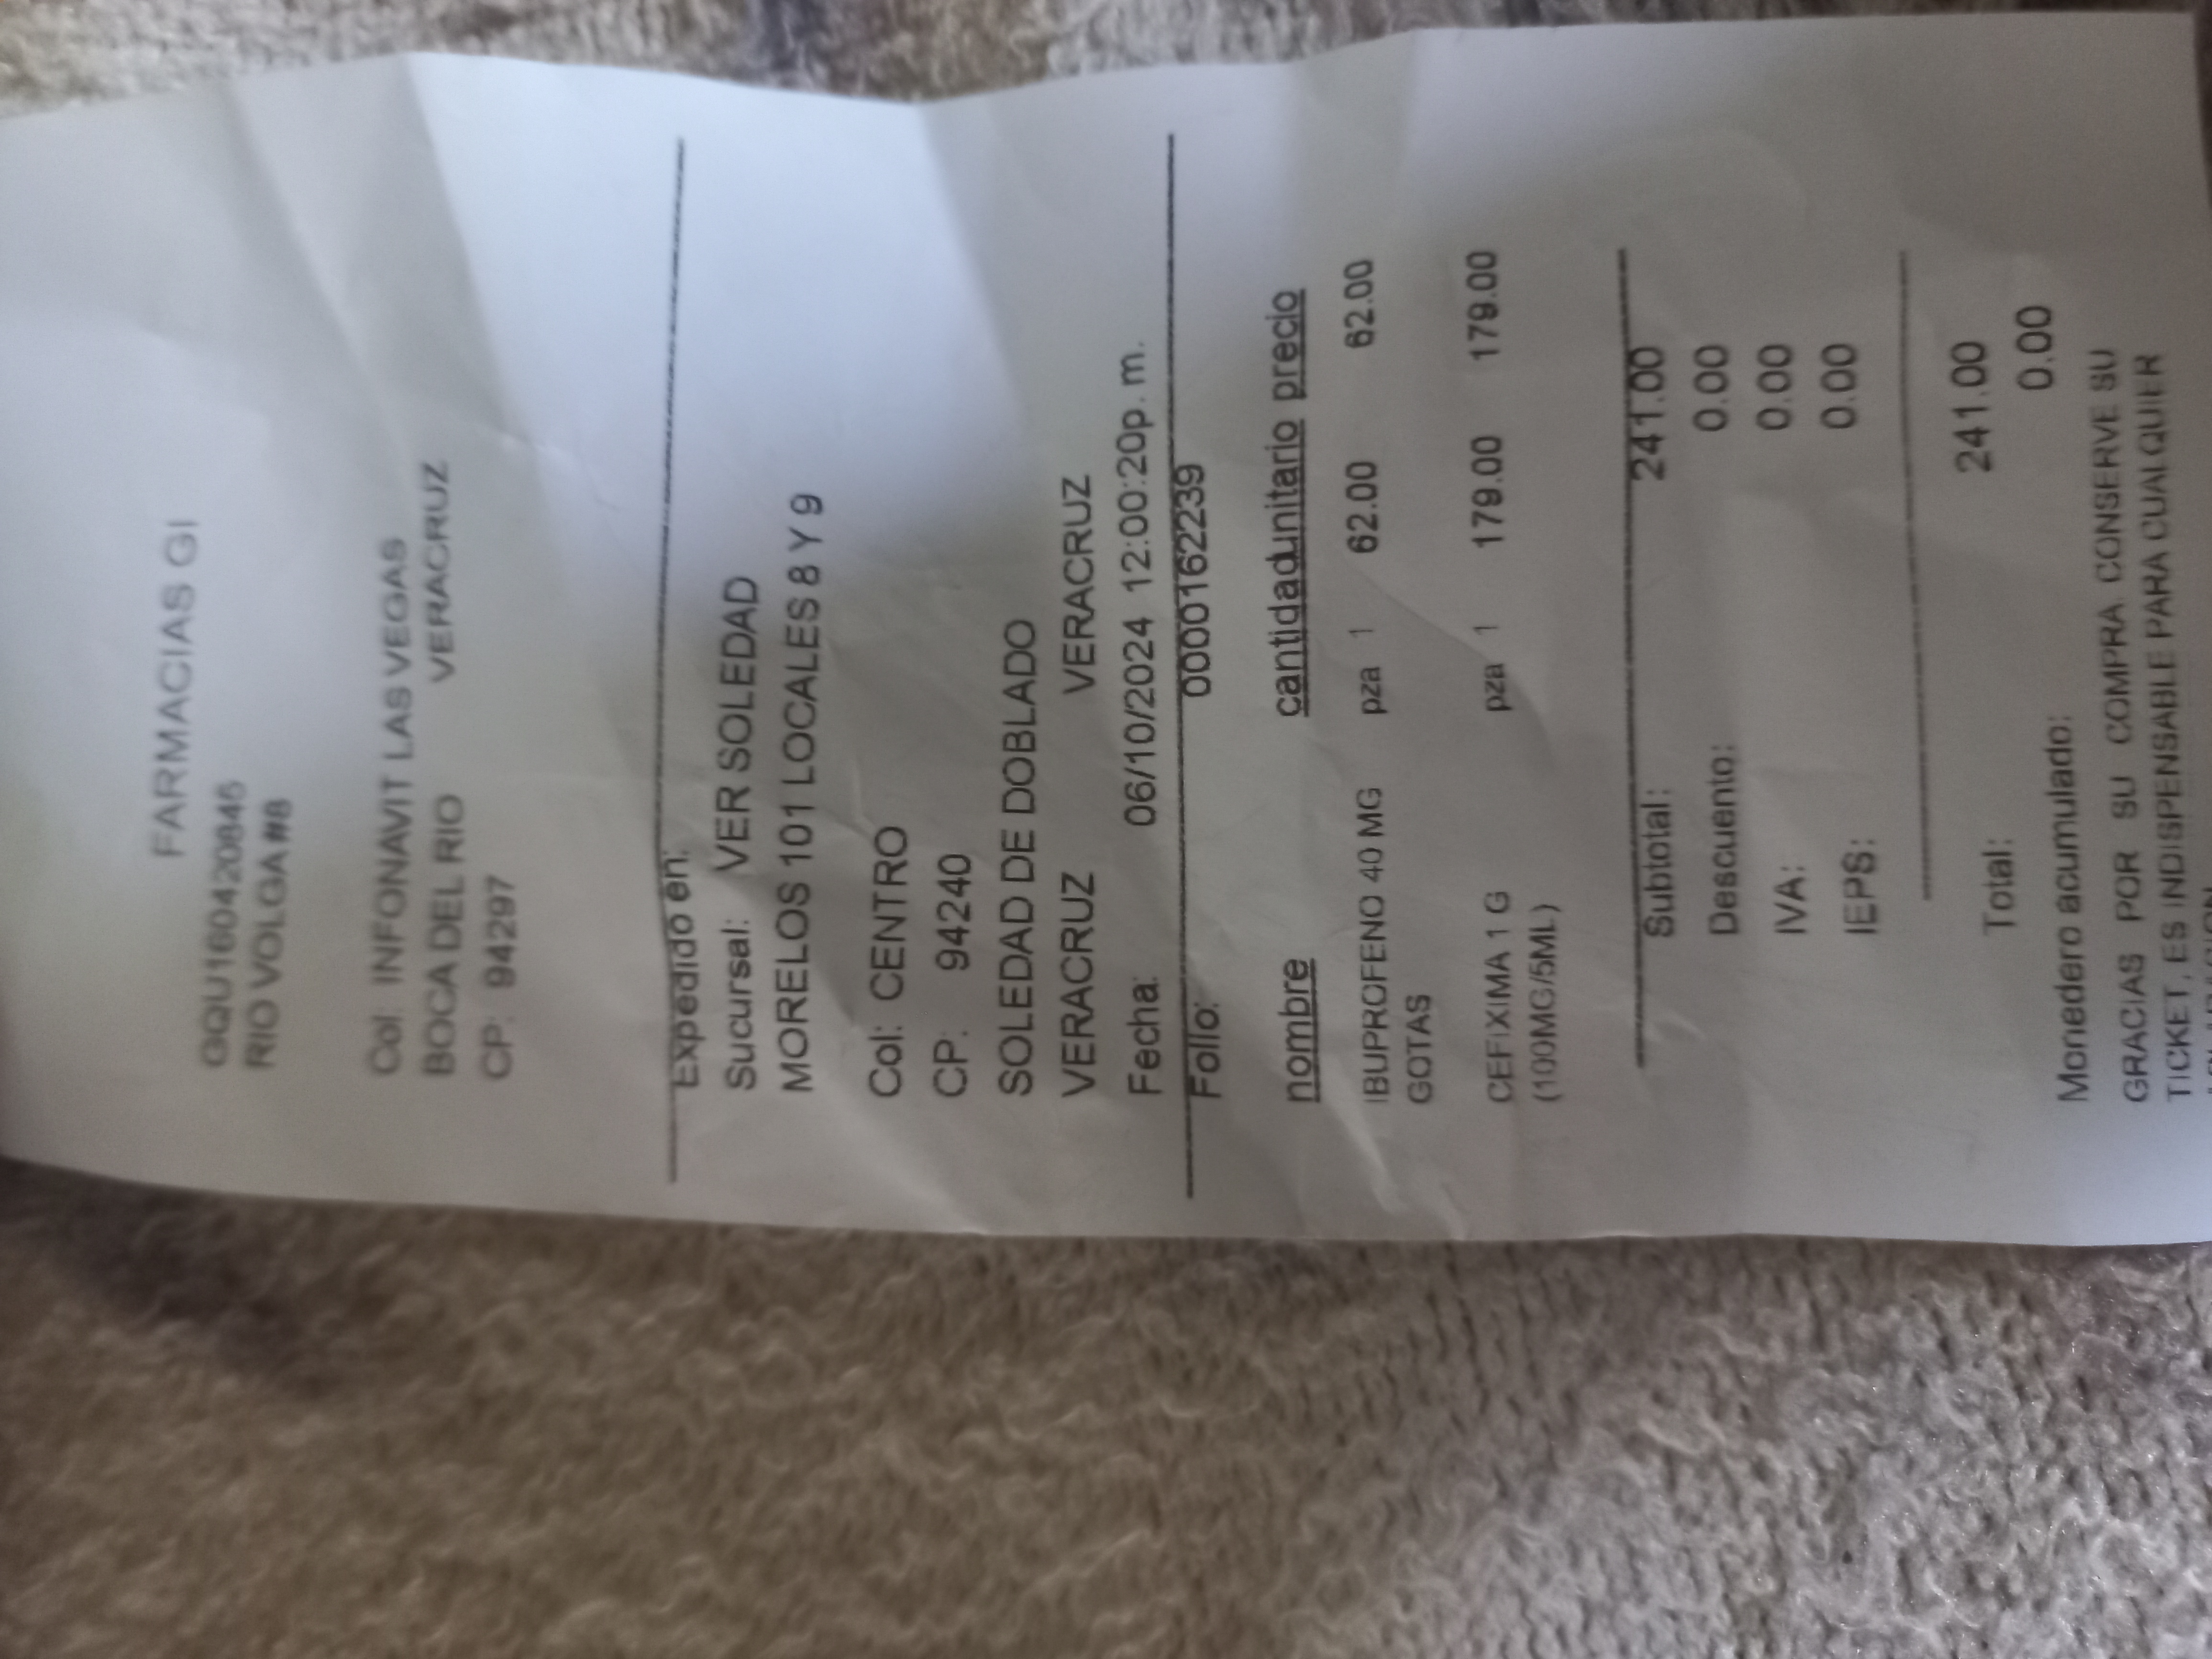 FARMACIAS GI
GQU1604208
RIO VOLGA #8
Col: INFONAVIT LAS VEGAS
BOCA DEL RIO VERACRUZ
CP: 94297
Expedido en:
Sucursal: VER SOLEDAD
MORELOS 101 LOCALES 8 Y 9
Col: CENTRO
CP: 94240
SOLEDAD DE DOBLADO
VERACRUZ VERACRUZ
Fecha: 06/10/2024 12:00:20p. m.
Folio: 0000162239
nombre cantidad unitario precio
IBUPROFENO 40 MG pza 1 62.00 62.00
GOTAS
CEFIXIMA 1 G pza 1 179.00 179.00
(100MG/5ML)
Subtotal: 241.00
Descuento: 0.00
IVA: 0.00
IEPS: 0.00
Total: 241.00
Monedero acumulado: 0.00
GRACIAS POR SU COMPRA CONSERVE SU
TICKET, ES INDISPENSABLE PARA CUALQUIER